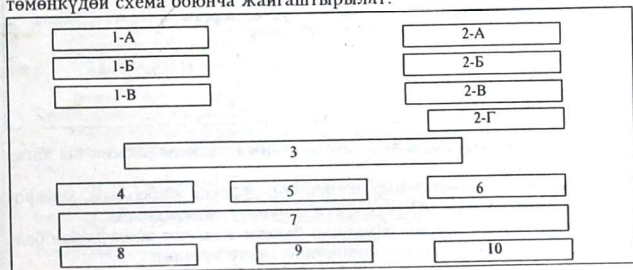 төмөнкүдөй схема боюнча жайгаштырылат:
1-А 2-А
1-Б 2-Б
1-В 2-В
2-Г
3
4 5 6
7
8 9 10